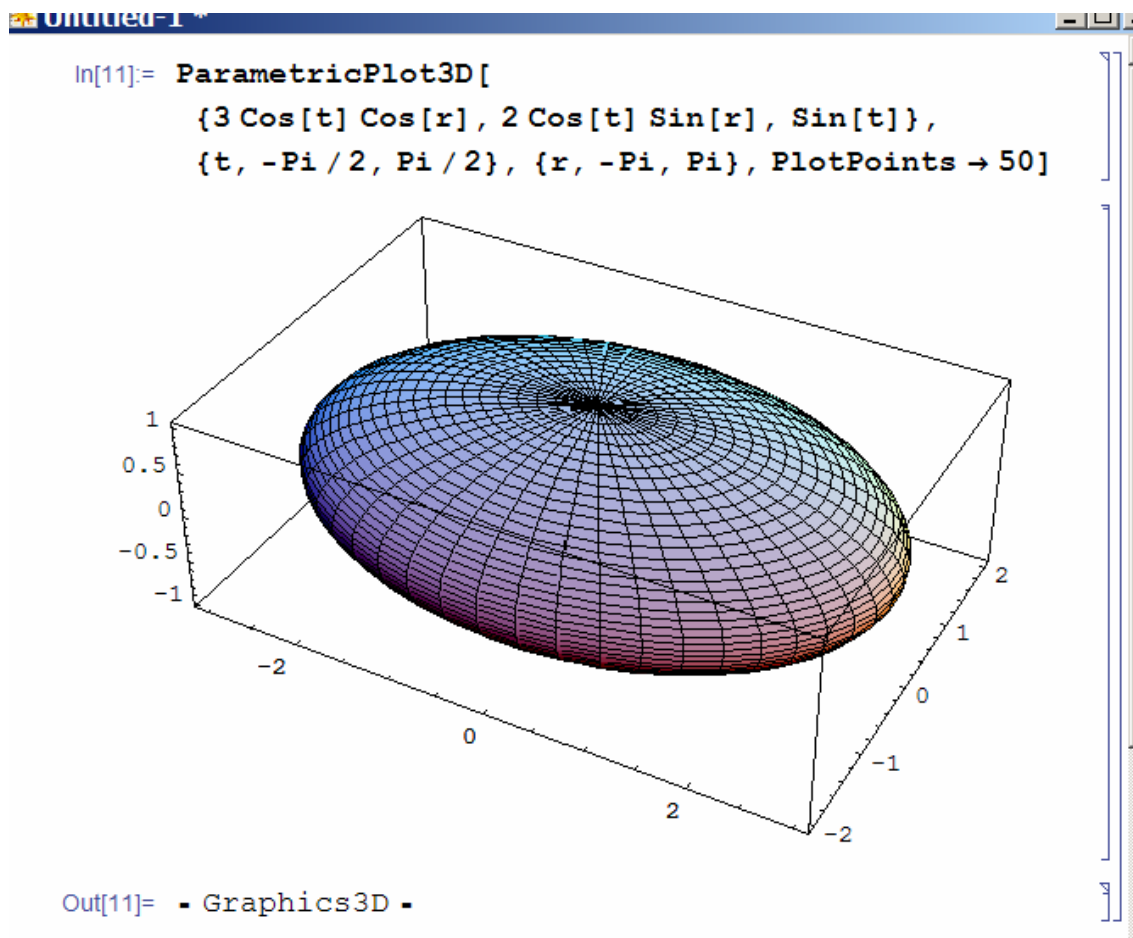 Untitled-1 *
In[11]:= ParametricPlot3D[
{3 Cos[t] Cos[r], 2 Cos[t] Sin[r], Sin[t]},
{t, -Pi / 2, Pi / 2}, {r, -Pi, Pi}, PlotPoints → 50]
1
0.5
0
-0.5
-1
-2
0
2
2
1
0
-1
-2
Out[11]= - Graphics3D -